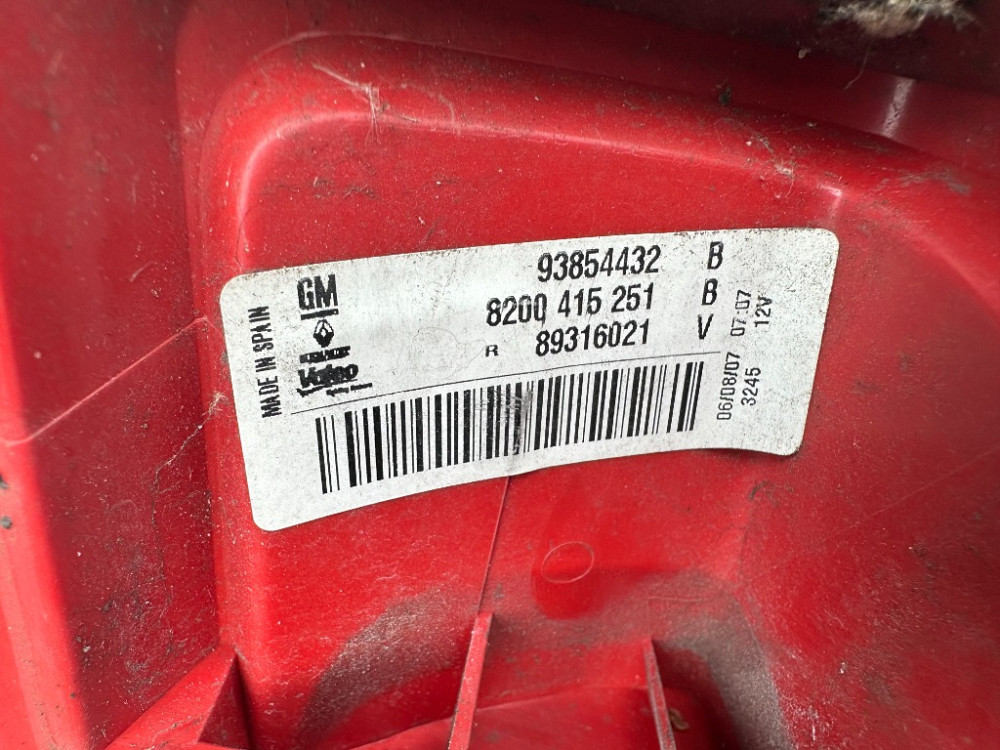 MADE IN SPAIN
GM
Valeo
93854432 B
8200 415 251 B
R 89316021 V
06/08/07 07:07
3245 12V